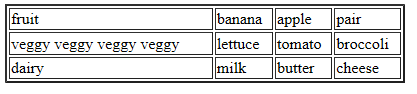 fruit banana apple pair
veggy veggy veggy veggy lettuce tomato broccoli
dairy milk butter cheese